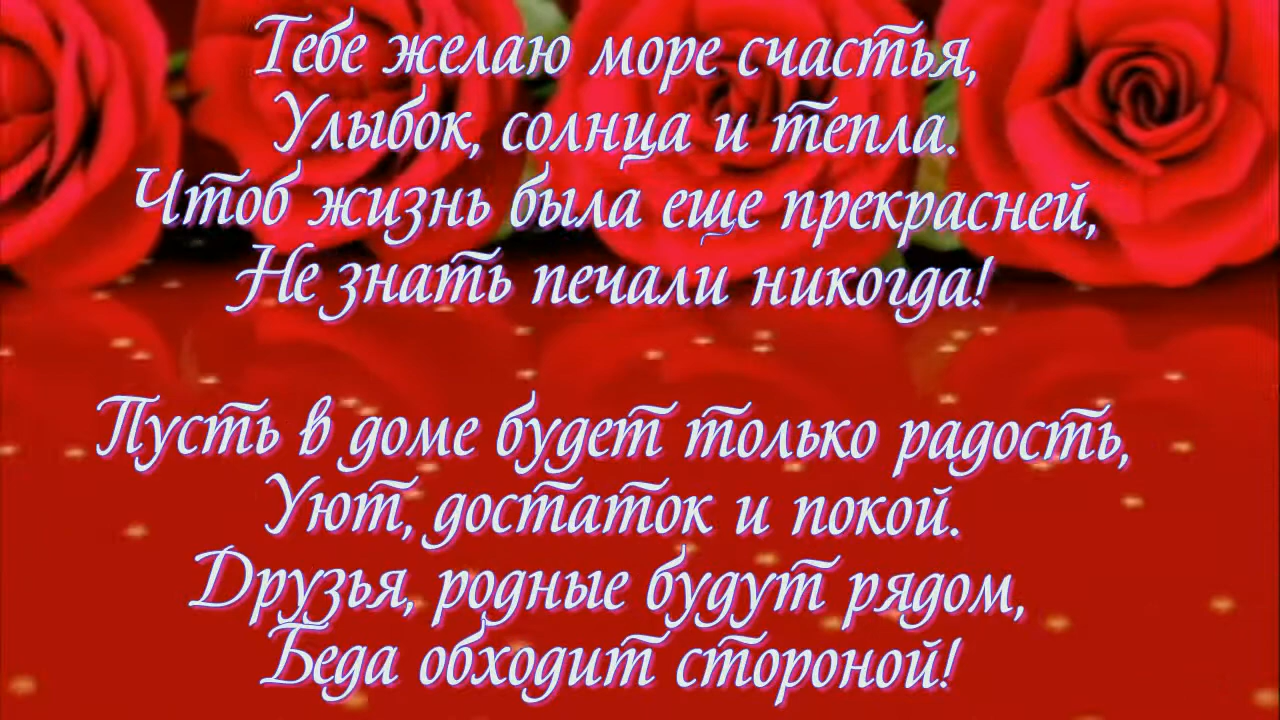 Тебе желаю море счастья,
Улыбок, солнца и тепла.
Чтоб жизнь была еще прекрасней,
Не знать печали никогда!
Пусть в доме будет только радость,
Уют, достаток и покой.
Друзья, родные будут рядом,
Беда обходит стороной!